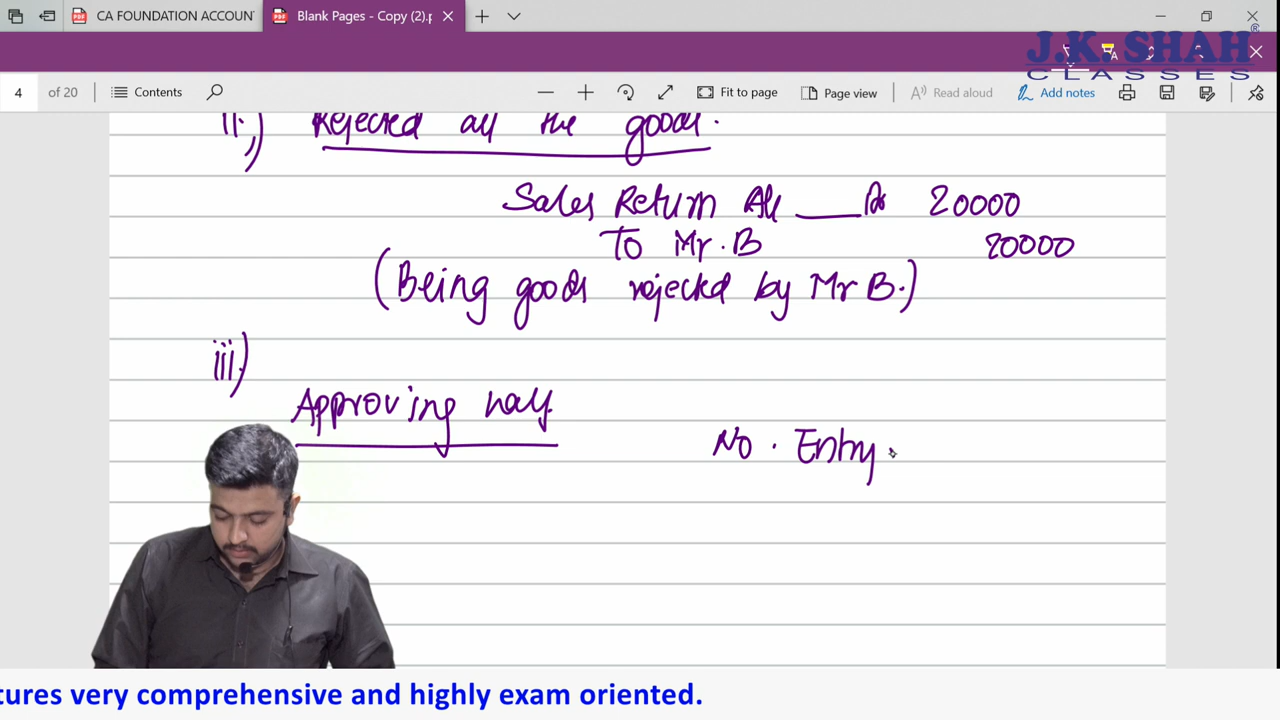 CA FOUNDATION ACCOUN
Blank Pages - Copy (2).p
J.K. SHAH®
CLASSES
4 of 20 Contents Fit to page Page view Read aloud Add notes
ii.) Rejected all the goods.
Sales Return A/c ___ Dr 20000
To Mr. B 20000
(Being goods rejected by Mr B.)
iii.)
Approving half.
No. Entry.
tures very comprehensive and highly exam oriented.